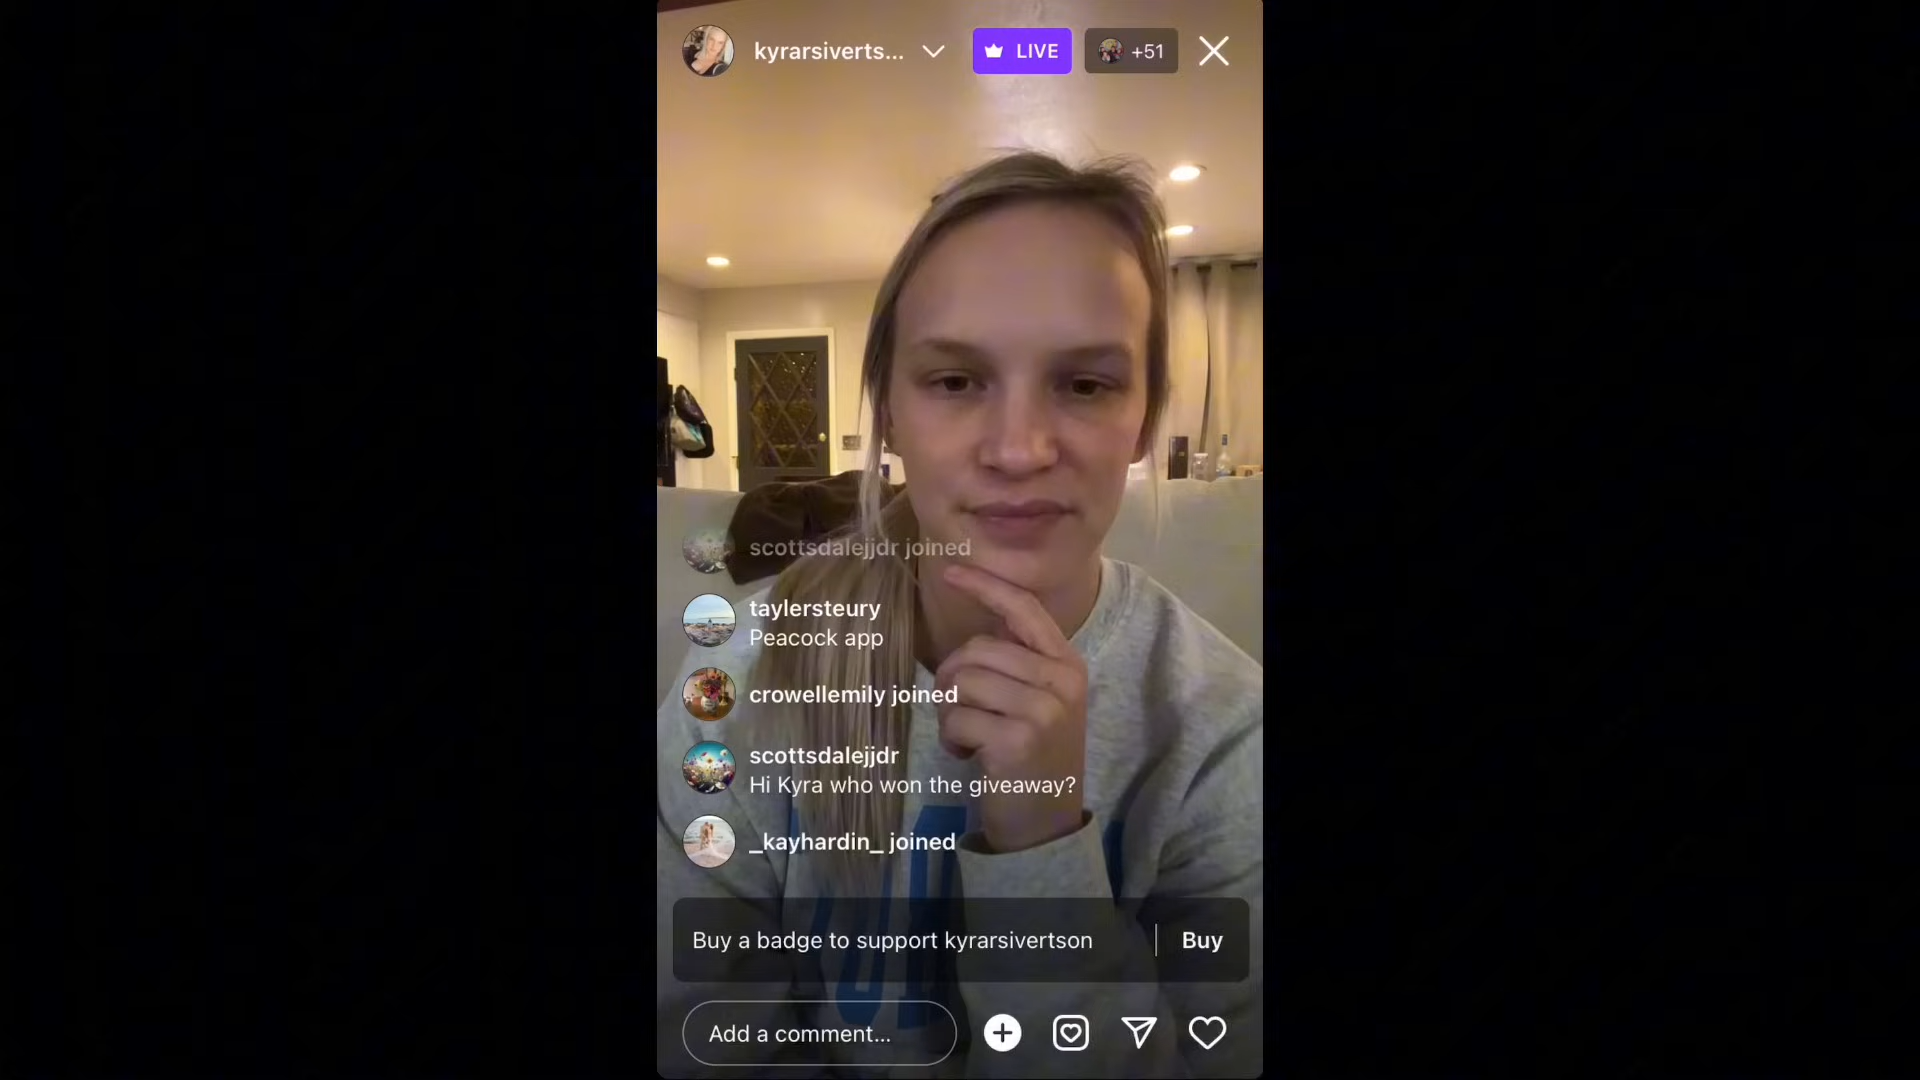 kyrarsiverts...
LIVE
+51
scottsdalejjdr joined
taylersteury
Peacock app
crowellemily joined
scottsdalejjdr
Hi Kyra who won the giveaway?
_kayhardin_ joined
Buy a badge to support kyrarsivertson
Buy
Add a comment...